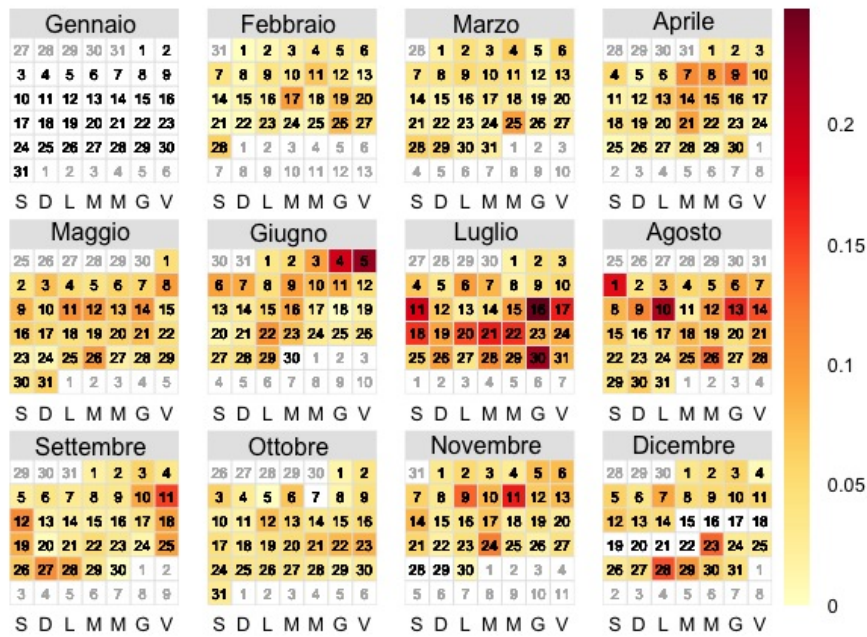 Gennaio
27 28 29 30 31 1 2
3 4 5 6 7 8 9
10 11 12 13 14 15 16
17 18 19 20 21 22 23
24 25 26 27 28 29 30
31 1 2 3 4 5 6
S D L M M G V
Febbraio
31 1 2 3 4 5 6
7 8 9 10 11 12 13
14 15 16 17 18 19 20
21 22 23 24 25 26 27
28 1 2 3 4 5 6
7 8 9 10 11 12 13
S D L M M G V
Marzo
28 1 2 3 4 5 6
7 8 9 10 11 12 13
14 15 16 17 18 19 20
21 22 23 24 25 26 27
28 29 30 31 1 2 3
4 5 6 7 8 9 10
S D L M M G V
Aprile
28 29 30 31 1 2 3
4 5 6 7 8 9 10
11 12 13 14 15 16 17
18 19 20 21 22 23 24
25 26 27 28 29 30 1
2 3 4 5 6 7 8
S D L M M G V
Maggio
25 26 27 28 29 30 1
2 3 4 5 6 7 8
9 10 11 12 13 14 15
16 17 18 19 20 21 22
23 24 25 26 27 28 29
30 31 1 2 3 4 5
S D L M M G V
Giugno
30 31 1 2 3 4 5
6 7 8 9 10 11 12
13 14 15 16 17 18 19
20 21 22 23 24 25 26
27 28 29 30 1 2 3
4 5 6 7 8 9 10
S D L M M G V
Luglio
27 28 29 30 1 2 3
4 5 6 7 8 9 10
11 12 13 14 15 16 17
18 19 20 21 22 23 24
25 26 27 28 29 30 31
1 2 3 4 5 6 7
S D L M M G V
Agosto
25 26 27 28 29 30 31
1 2 3 4 5 6 7
8 9 10 11 12 13 14
15 16 17 18 19 20 21
22 23 24 25 26 27 28
29 30 31 1 2 3 4
S D L M M G V
Settembre
29 30 31 1 2 3 4
5 6 7 8 9 10 11
12 13 14 15 16 17 18
19 20 21 22 23 24 25
26 27 28 29 30 1 2
3 4 5 6 7 8 9
S D L M M G V
Ottobre
26 27 28 29 30 1 2
3 4 5 6 7 8 9
10 11 12 13 14 15 16
17 18 19 20 21 22 23
24 25 26 27 28 29 30
31 1 2 3 4 5 6
S D L M M G V
Novembre
31 1 2 3 4 5 6
7 8 9 10 11 12 13
14 15 16 17 18 19 20
21 22 23 24 25 26 27
28 29 30 1 2 3 4
5 6 7 8 9 10 11
S D L M M G V
Dicembre
28 29 30 1 2 3 4
5 6 7 8 9 10 11
12 13 14 15 16 17 18
19 20 21 22 23 24 25
26 27 28 29 30 31 1
2 3 4 5 6 7 8
S D L M M G V
0.2
0.15
0.1
0.05
0